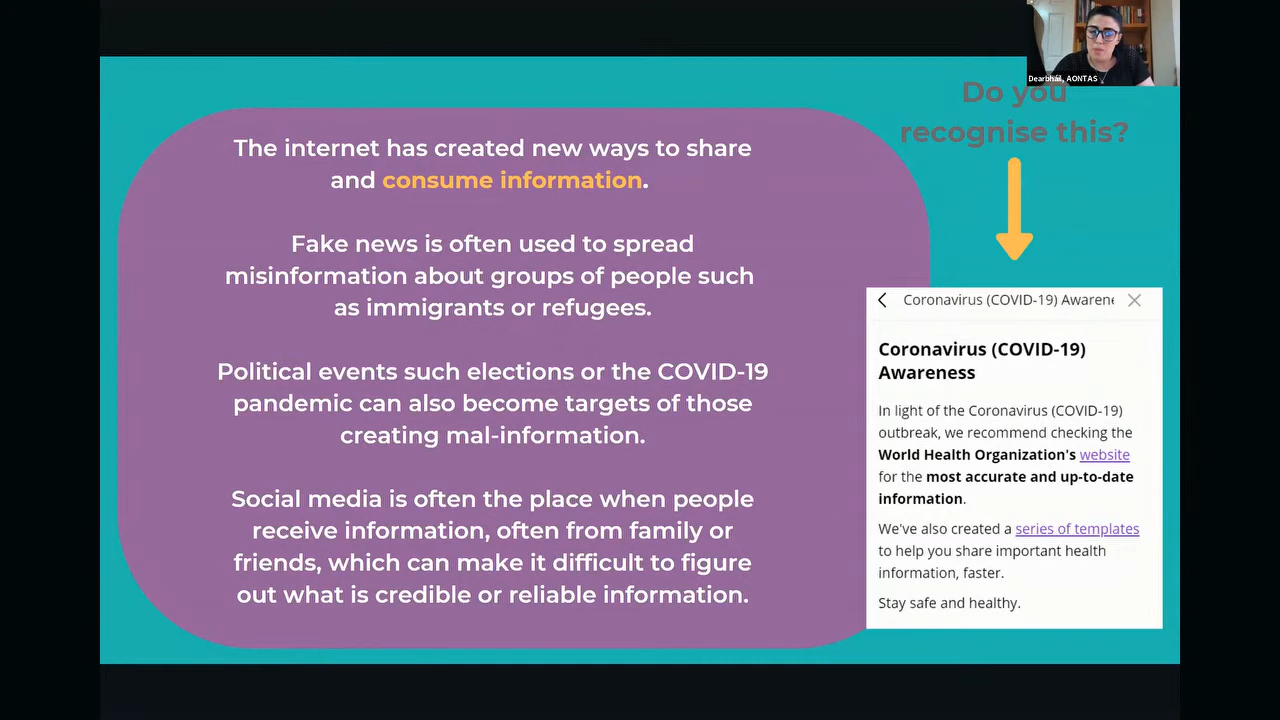 The internet has created new ways to share
and consume information.
Fake news is often used to spread
misinformation about groups of people such
as immigrants or refugees.
Political events such elections or the COVID-19
pandemic can also become targets of those
creating mal-information.
Social media is often the place when people
receive information, often from family or
friends, which can make it difficult to figure
out what is credible or reliable information.
Dearbháil, AONTAS
Do you
recognise this?
Coronavirus (COVID-19) Awarene
Coronavirus (COVID-19)
Awareness
In light of the Coronavirus (COVID-19)
outbreak, we recommend checking the
World Health Organization's website
for the most accurate and up-to-date
information.
We've also created a series of templates
to help you share important health
information, faster.
Stay safe and healthy.